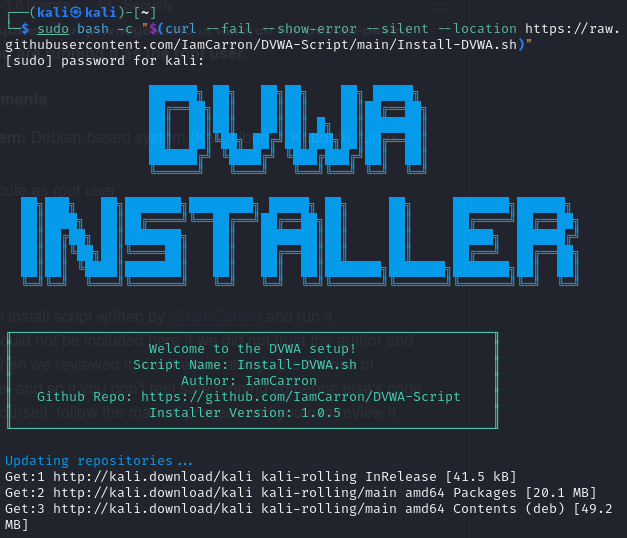 ┌──(kali㉿kali)-[~]
└─$ sudo bash -c "$(curl --fail --show-error --silent --location https://raw.
githubusercontent.com/IamCarron/DVWA-Script/main/Install-DVWA.sh)"
[sudo] password for kali:
DVWA
INSTALLER
Welcome to the DVWA setup!
Script Name: Install-DVWA.sh
Author: IamCarron
Github Repo: https://github.com/IamCarron/DVWA-Script
Installer Version: 1.0.5
Updating repositories...
Get:1 http://kali.download/kali kali-rolling InRelease [41.5 kB]
Get:2 http://kali.download/kali kali-rolling/main amd64 Packages [20.1 MB]
Get:3 http://kali.download/kali kali-rolling/main amd64 Contents (deb) [49.2
MB]